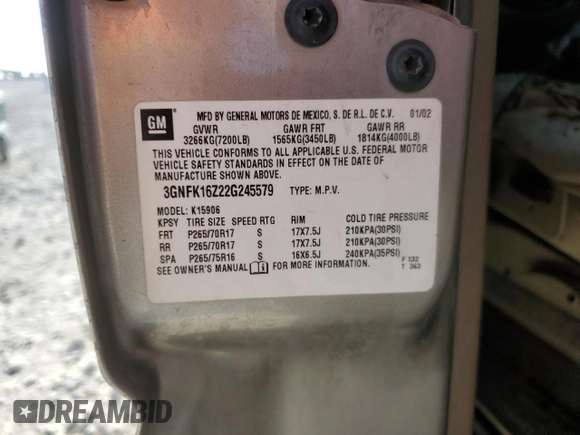 GM
MFD BY GENERAL MOTORS DE MEXICO, S. DE R.L. DE C.V. 01/02
GVWR GAWR FRT GAWR RR
3266KG(7200LB) 1565KG(3450LB) 1814KG(4000LB)
THIS VEHICLE CONFORMS TO ALL APPLICABLE U.S. FEDERAL MOTOR
VEHICLE SAFETY STANDARDS IN EFFECT ON THE DATE OF
MANUFACTURE SHOWN ABOVE.
3GNFK16Z22G245579 TYPE: M.P.V.
MODEL: K15906
KPSY TIRE SIZE SPEED RTG RIM COLD TIRE PRESSURE
FRT P265/70R17 S 17X7.5J 210KPA(30PSI)
RR P265/70R17 S 17X7.5J 210KPA(30PSI)
SPA P265/75R16 S 16X6.5J 240KPA(35PSI)
SEE OWNER'S MANUAL FOR MORE INFORMATION. F 132
T 363
DREAMBID